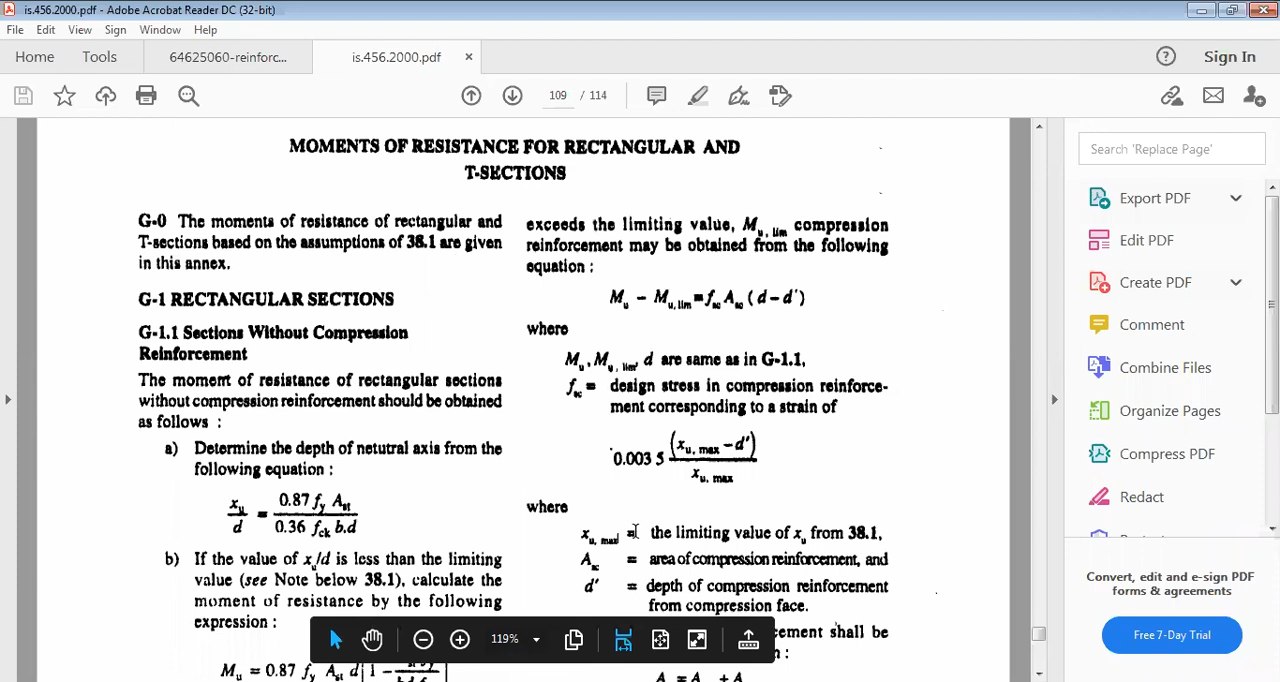 is.456.2000.pdf - Adobe Acrobat Reader DC (32-bit)
File Edit View Sign Window Help
Home Tools 64625060-reinforc... is.456.2000.pdf × Sign In
109 / 114
MOMENTS OF RESISTANCE FOR RECTANGULAR AND
T-SECTIONS
G-0 The moments of resistance of rectangular and
T-sections based on the assumptions of 38.1 are given
in this annex.
G-1 RECTANGULAR SECTIONS
G-1.1 Sections Without Compression
Reinforcement
The moment of resistance of rectangular sections
without compression reinforcement should be obtained
as follows :
a) Determine the depth of netutral axis from the
following equation :
x_u/d = 0.87 f_y A_st / 0.36 f_ck b.d
b) If the value of x_u/d is less than the limiting
value (see Note below 38.1), calculate the
moment of resistance by the following
expression :
M_u = 0.87 f_y A_st d [ 1 −
exceeds the limiting value, M_u, lim compression
reinforcement may be obtained from the following
equation :
M_u − M_u, lim = f_sc A_sc ( d − d' )
where
M_u, M_u, lim, d are same as in G-1.1,
f_sc = design stress in compression reinforce-
ment corresponding to a strain of
0.003 5 (x_u, max − d') / x_u, max
where
x_u, max = the limiting value of x_u from 38.1,
A_sc = area of compression reinforcement, and
d' = depth of compression reinforcement
from compression face.
cement shall be
:
119%
Search 'Replace Page'
Export PDF
Edit PDF
Create PDF
Comment
Combine Files
Organize Pages
Compress PDF
Redact
Convert, edit and e-sign PDF
forms & agreements
Free 7-Day Trial